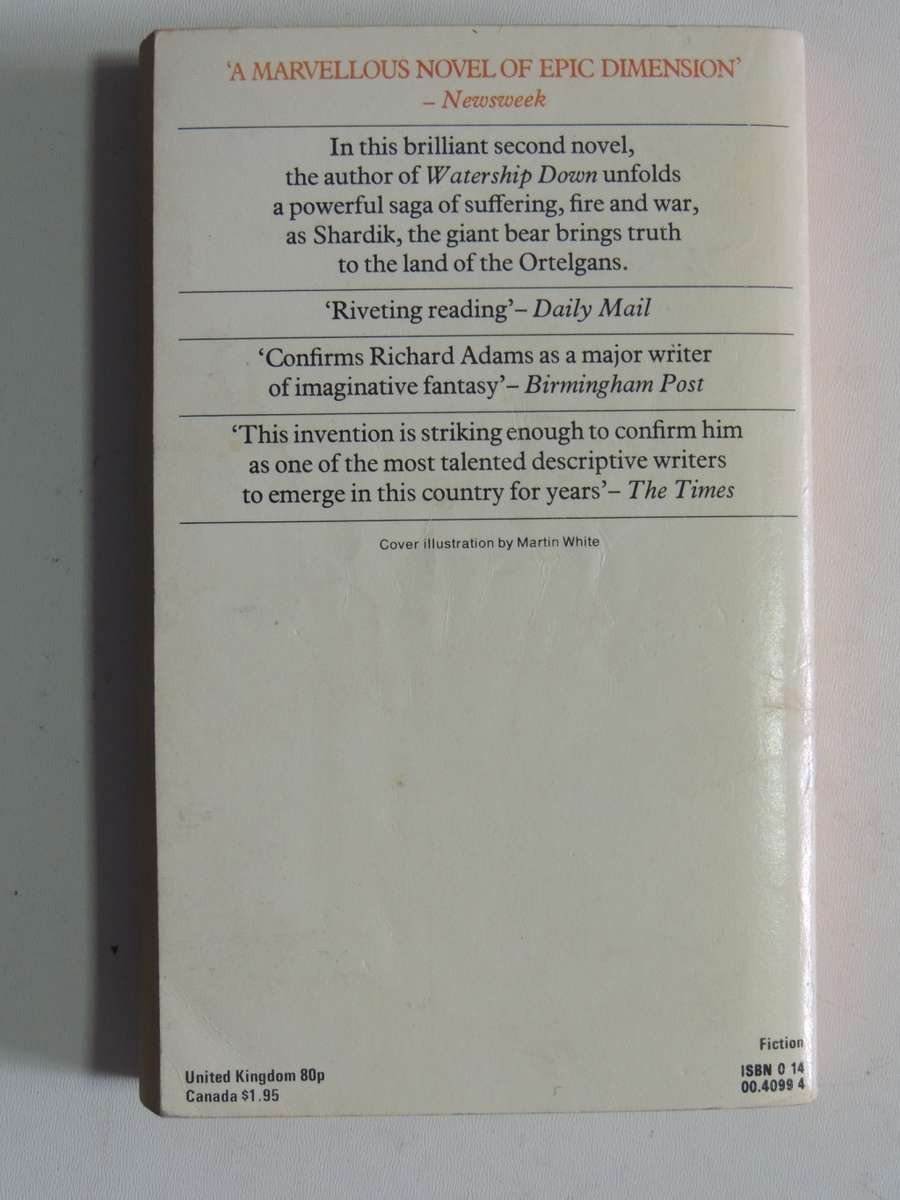 ‘A MARVELLOUS NOVEL OF EPIC DIMENSION’
– Newsweek
In this brilliant second novel,
the author of Watership Down unfolds
a powerful saga of suffering, fire and war,
as Shardik, the giant bear brings truth
to the land of the Ortelgans.
‘Riveting reading’– Daily Mail
‘Confirms Richard Adams as a major writer
of imaginative fantasy’– Birmingham Post
‘This invention is striking enough to confirm him
as one of the most talented descriptive writers
to emerge in this country for years’– The Times
Cover illustration by Martin White
United Kingdom 80p
Canada $1.95
Fiction
ISBN 0 14
00.4099 4